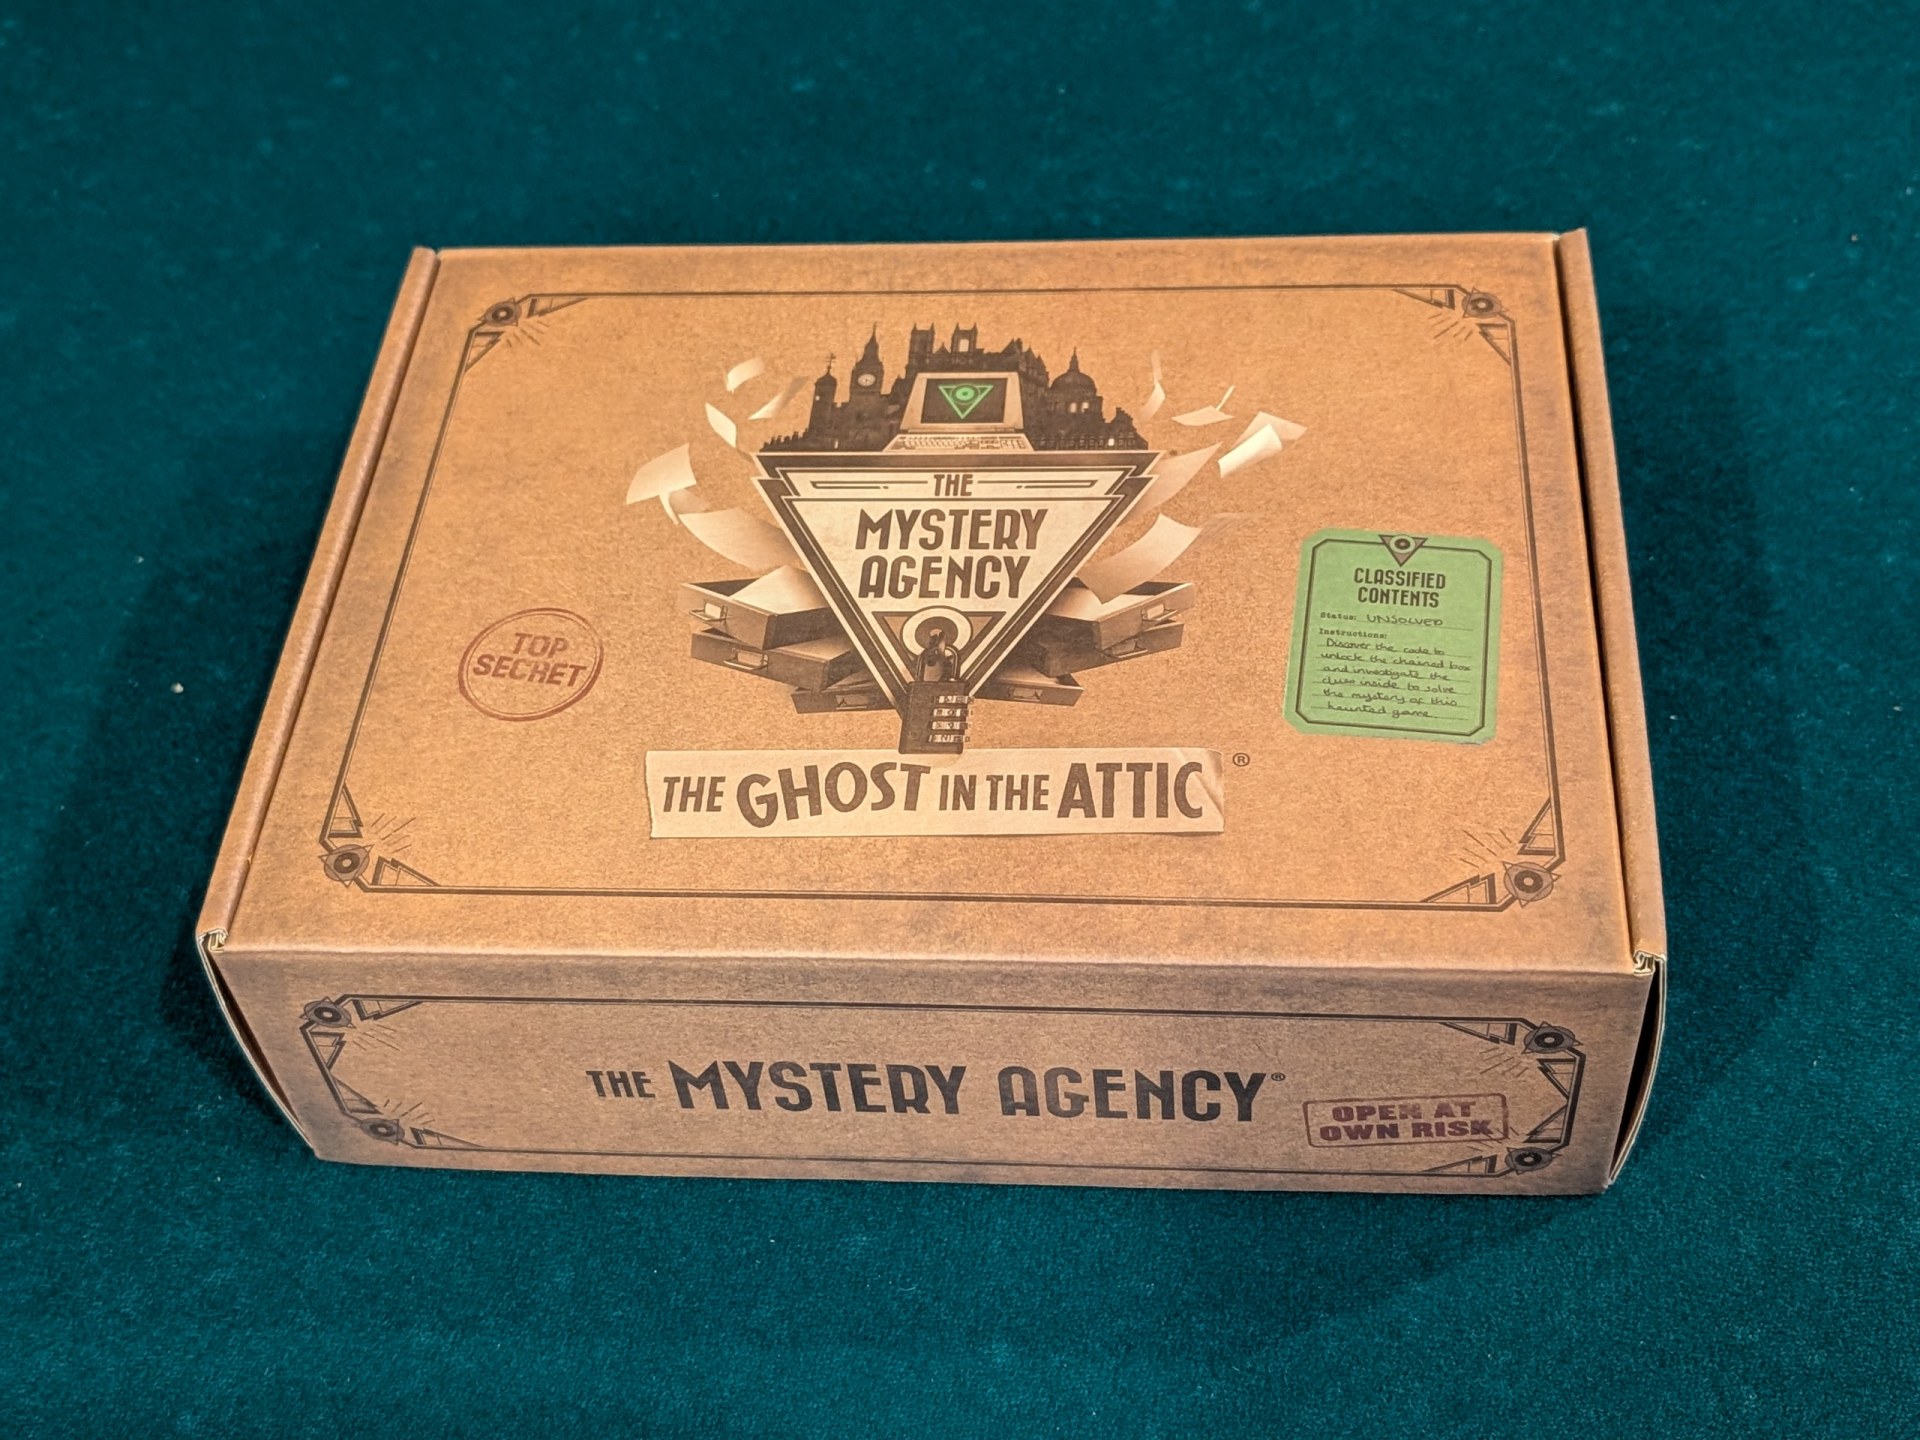 THE
MYSTERY
AGENCY
TOP
SECRET
CLASSIFIED
CONTENTS
Status: UNSOLVED
Instructions:
Discover the code to
unlock the chained box
and investigate the
clues inside to solve
the mystery of this
haunted game.
THE GHOST IN THE ATTIC ®
THE MYSTERY AGENCY®
OPEN AT
OWN RISK